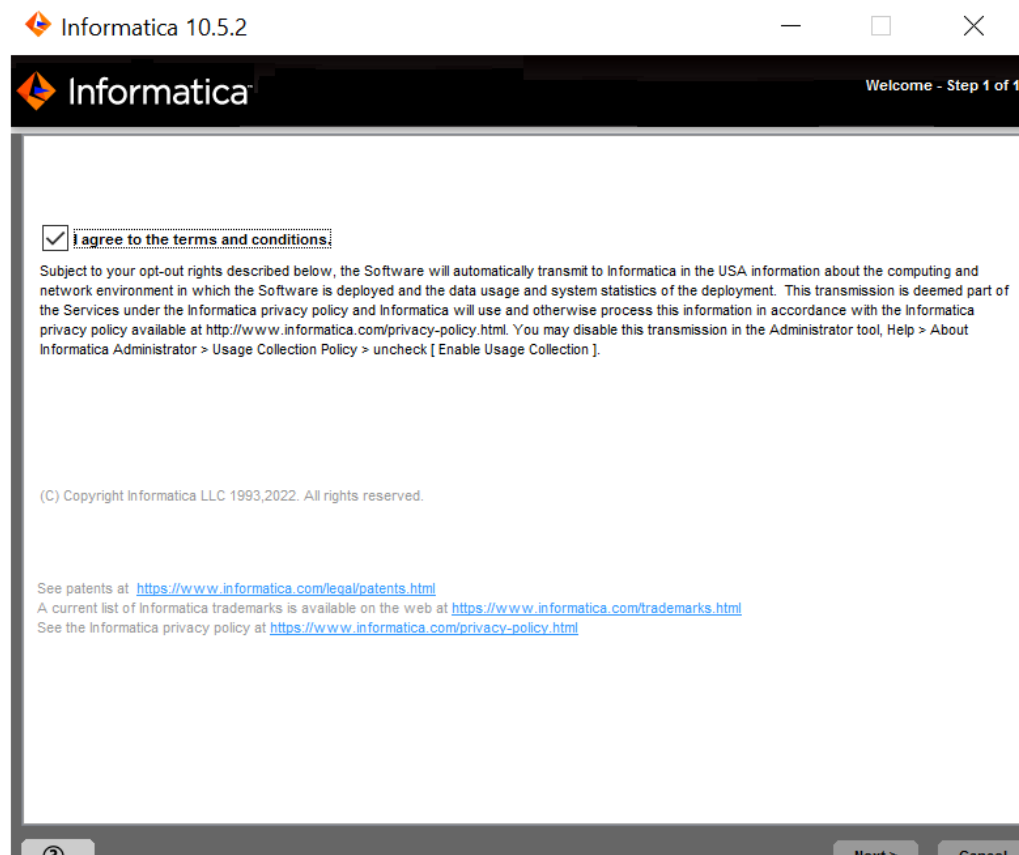 Informatica 10.5.2
Informatica
Welcome - Step 1 of 1
I agree to the terms and conditions.
Subject to your opt-out rights described below, the Software will automatically transmit to Informatica in the USA information about the computing and
network environment in which the Software is deployed and the data usage and system statistics of the deployment.  This transmission is deemed part of
the Services under the Informatica privacy policy and Informatica will use and otherwise process this information in accordance with the Informatica
privacy policy available at http://www.informatica.com/privacy-policy.html. You may disable this transmission in the Administrator tool, Help > About
Informatica Administrator > Usage Collection Policy > uncheck [ Enable Usage Collection ].
(C) Copyright Informatica LLC 1993,2022. All rights reserved.
See patents at  https://www.informatica.com/legal/patents.html
A current list of Informatica trademarks is available on the web at https://www.informatica.com/trademarks.html
See the Informatica privacy policy at https://www.informatica.com/privacy-policy.html
? Next > Cancel